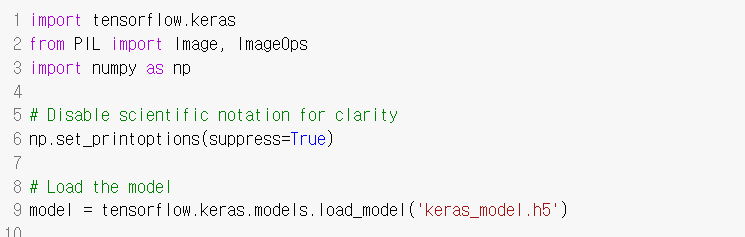 1 import tensorflow.keras
2 from PIL import Image, ImageOps
3 import numpy as np
4
5 # Disable scientific notation for clarity
6 np.set_printoptions(suppress=True)
7
8 # Load the model
9 model = tensorflow.keras.models.load_model('keras_model.h5')
10